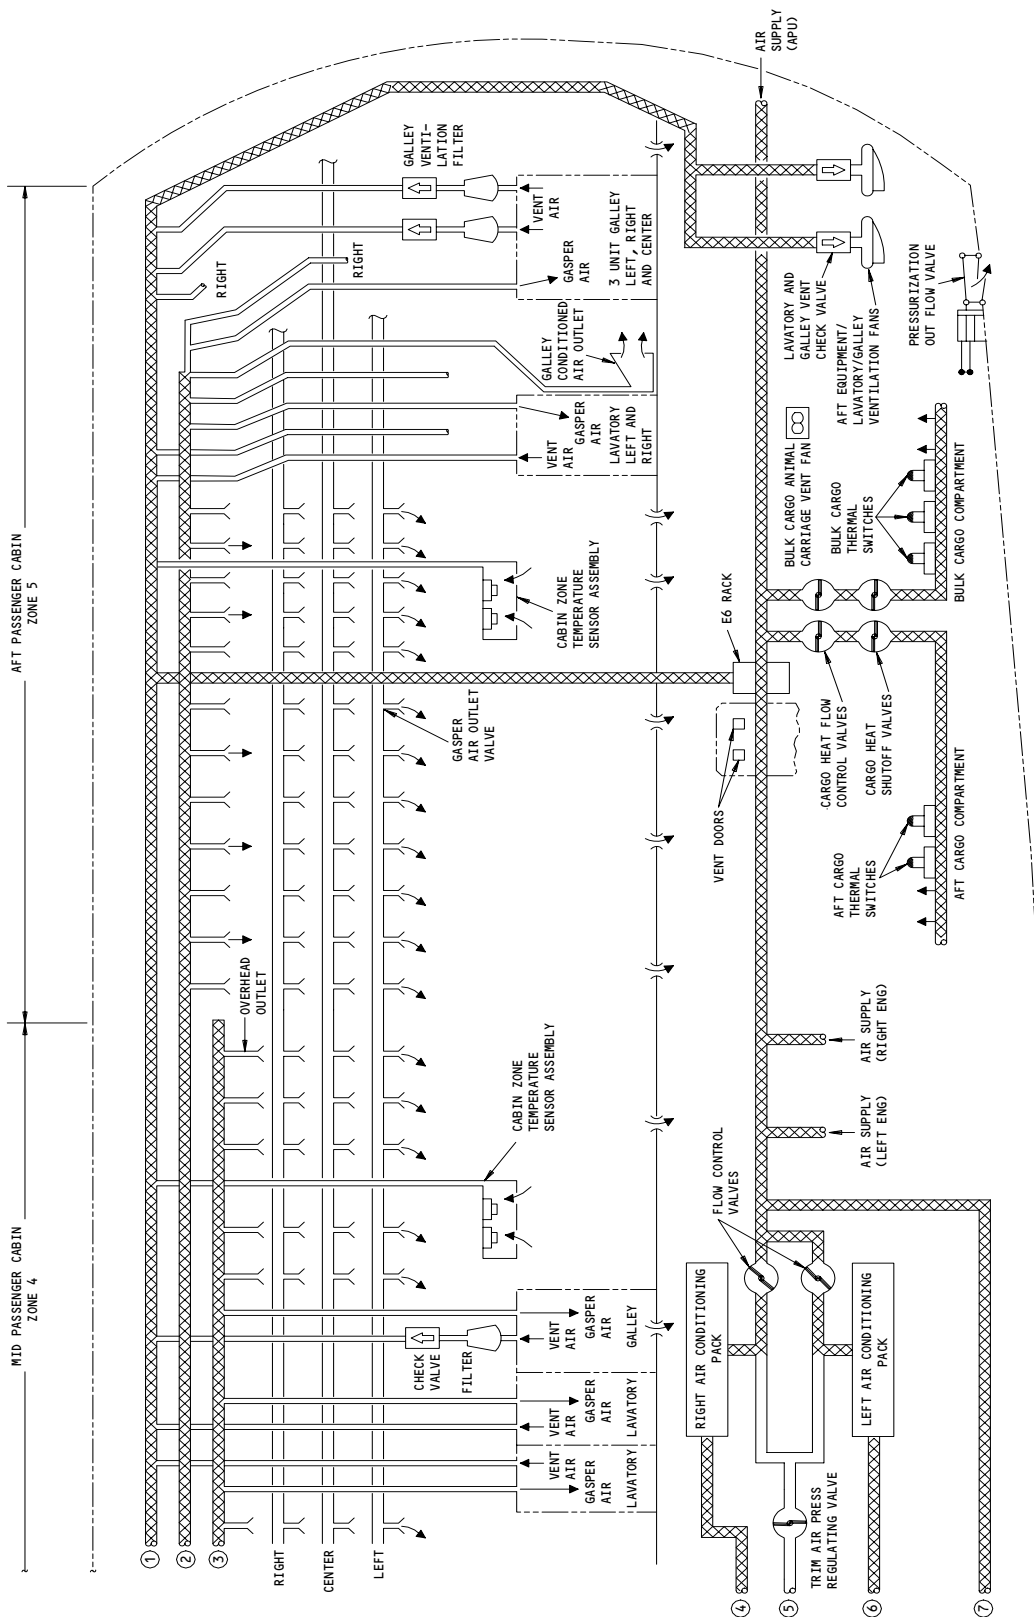 MID PASSENGER CABIN
ZONE 4
AFT PASSENGER CABIN
ZONE 5
1
2
3
RIGHT
CENTER
LEFT
OVERHEAD
OUTLET
RIGHT
RIGHT
GALLEY
VENTI-
LATION
FILTER
CHECK
VALVE
FILTER
CABIN ZONE
TEMPERATURE
SENSOR ASSEMBLY
GASPER
AIR OUTLET
VALVE
CABIN ZONE
TEMPERATURE
SENSOR ASSEMBLY
GALLEY
CONDITIONED
AIR OUTLET
VENT
AIR
GASPER
AIR
LAVATORY
VENT
AIR
GASPER
AIR
LAVATORY
VENT
AIR
GASPER
AIR
GALLEY
VENT
AIR
GASPER
AIR
LAVATORY
LEFT AND
RIGHT
GASPER
AIR
VENT
AIR
3 UNIT GALLEY
LEFT, RIGHT
AND CENTER
RIGHT AIR CONDITIONING
PACK
FLOW CONTROL
VALVES
VENT DOORS
E6 RACK
AIR
SUPPLY
(APU)
4
5
6
7
TRIM AIR PRESS
REGULATING VALVE
LEFT AIR CONDITIONING
PACK
AIR SUPPLY
(LEFT ENG)
AIR SUPPLY
(RIGHT ENG)
AFT CARGO
THERMAL
SWITCHES
AFT CARGO COMPARTMENT
CARGO HEAT FLOW
CONTROL VALVES
CARGO HEAT
SHUTOFF VALVES
BULK CARGO ANIMAL
CARRIAGE VENT FAN
BULK CARGO
THERMAL
SWITCHES
BULK CARGO COMPARTMENT
LAVATORY AND
GALLEY VENT
CHECK VALVE
AFT EQUIPMENT/
LAVATORY/GALLEY
VENTILATION FANS
PRESSURIZATION
OUT FLOW VALVE